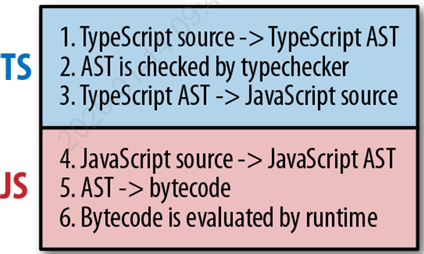 TS
1. TypeScript source -> TypeScript AST
2. AST is checked by typechecker
3. TypeScript AST -> JavaScript source
JS
4. JavaScript source -> JavaScript AST
5. AST -> bytecode
6. Bytecode is evaluated by runtime